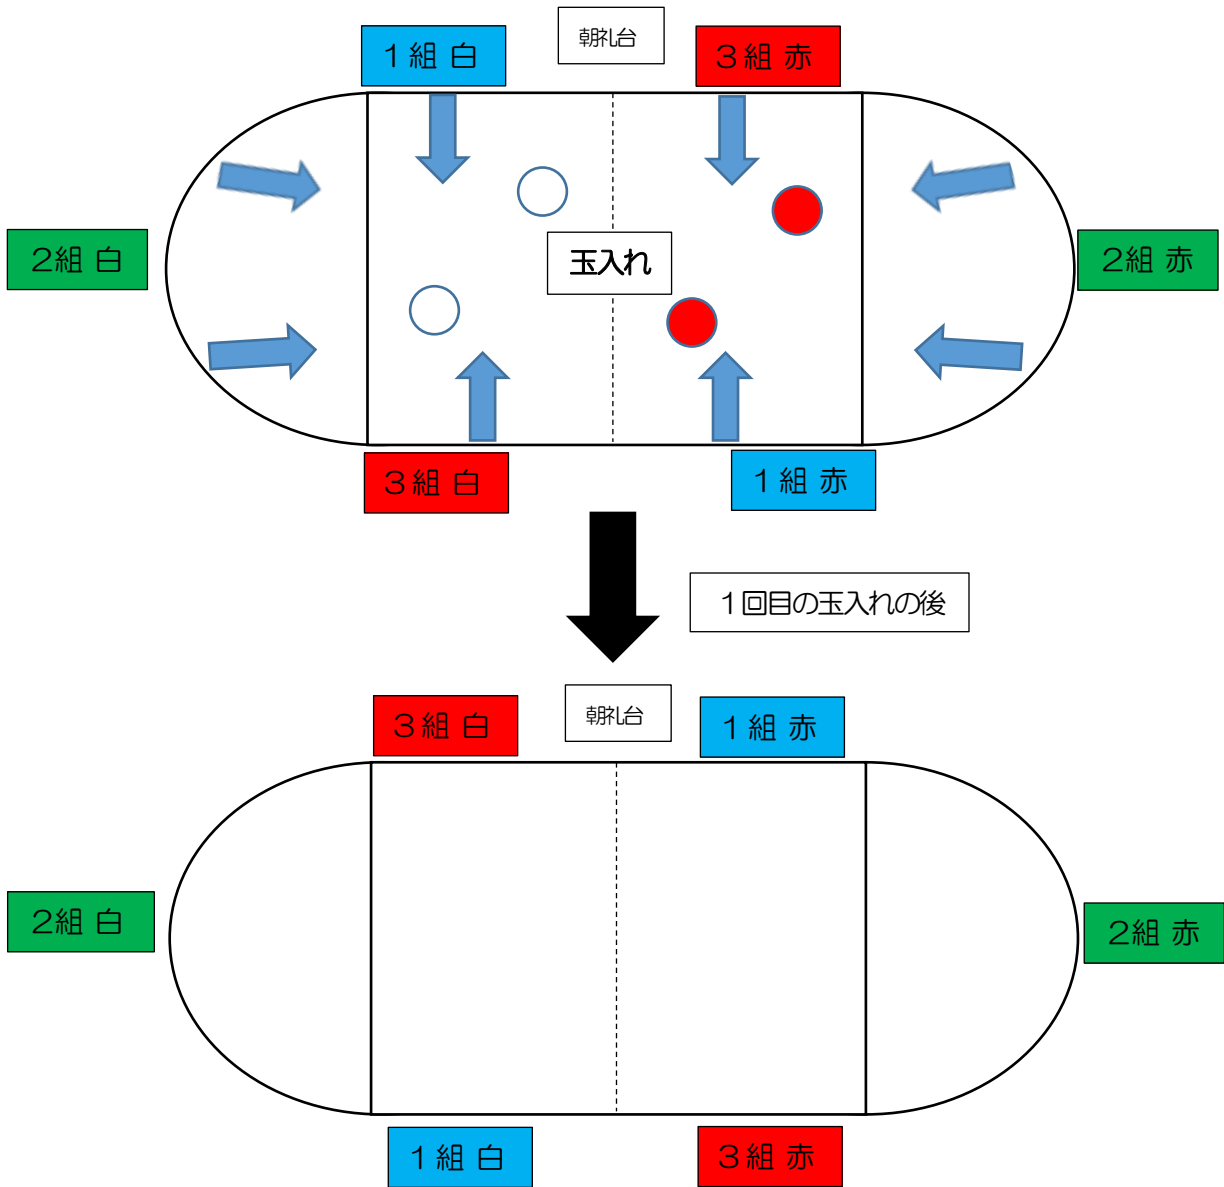 朝礼台
1組 白
3組 赤
2組 白
玉入れ
2組 赤
3組 白
1組 赤
1回目の玉入れの後
朝礼台
3組 白
1組 赤
2組 白
2組 赤
1組 白
3組 赤